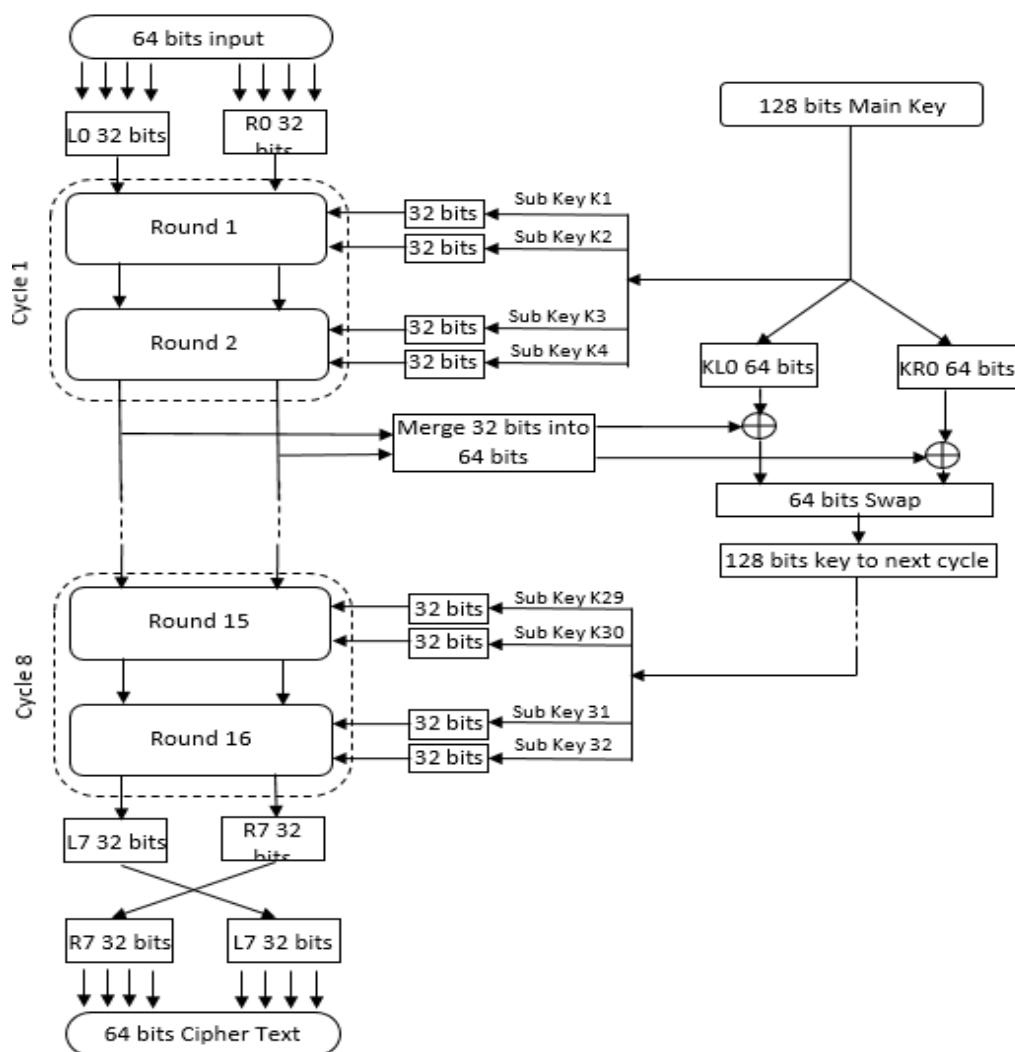 64 bits input
L0 32 bits
R0 32
bits
128 bits Main Key
Cycle 1
Round 1
32 bits
Sub Key K1
32 bits
Sub Key K2
Round 2
32 bits
Sub Key K3
32 bits
Sub Key K4
KL0 64 bits
KR0 64 bits
Merge 32 bits into
64 bits
64 bits Swap
128 bits key to next cycle
Cycle 8
Round 15
32 bits
Sub Key K29
32 bits
Sub Key K30
Round 16
32 bits
Sub Key 31
32 bits
Sub Key 32
L7 32 bits
R7 32
bits
R7 32 bits
L7 32 bits
64 bits Cipher Text